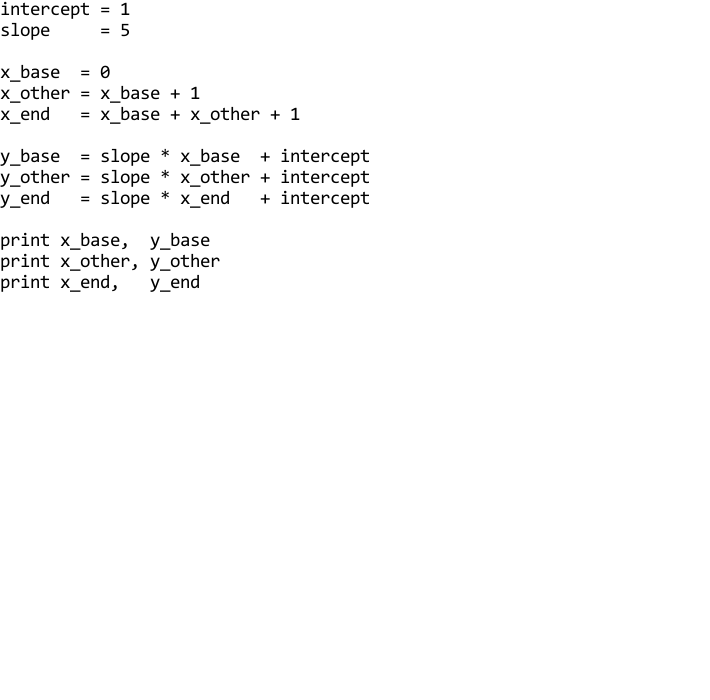 intercept = 1
slope     = 5

x_base  = 0
x_other = x_base + 1
x_end   = x_base + x_other + 1

y_base  = slope * x_base  + intercept
y_other = slope * x_other + intercept
y_end   = slope * x_end   + intercept

print x_base,  y_base
print x_other, y_other
print x_end,   y_end